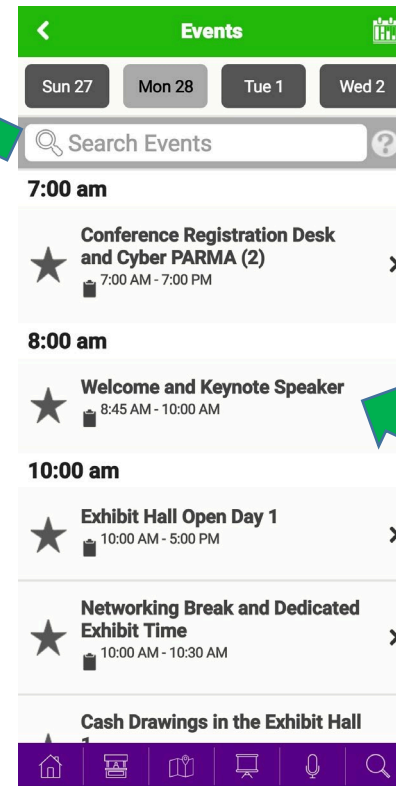 Events
Sun 27
Mon 28
Tue 1
Wed 2
Search Events
?
7:00 am
Conference Registration Desk
and Cyber PARMA (2)
7:00 AM - 7:00 PM
8:00 am
Welcome and Keynote Speaker
8:45 AM - 10:00 AM
10:00 am
Exhibit Hall Open Day 1
10:00 AM - 5:00 PM
Networking Break and Dedicated
Exhibit Time
10:00 AM - 10:30 AM
Cash Drawings in the Exhibit Hall